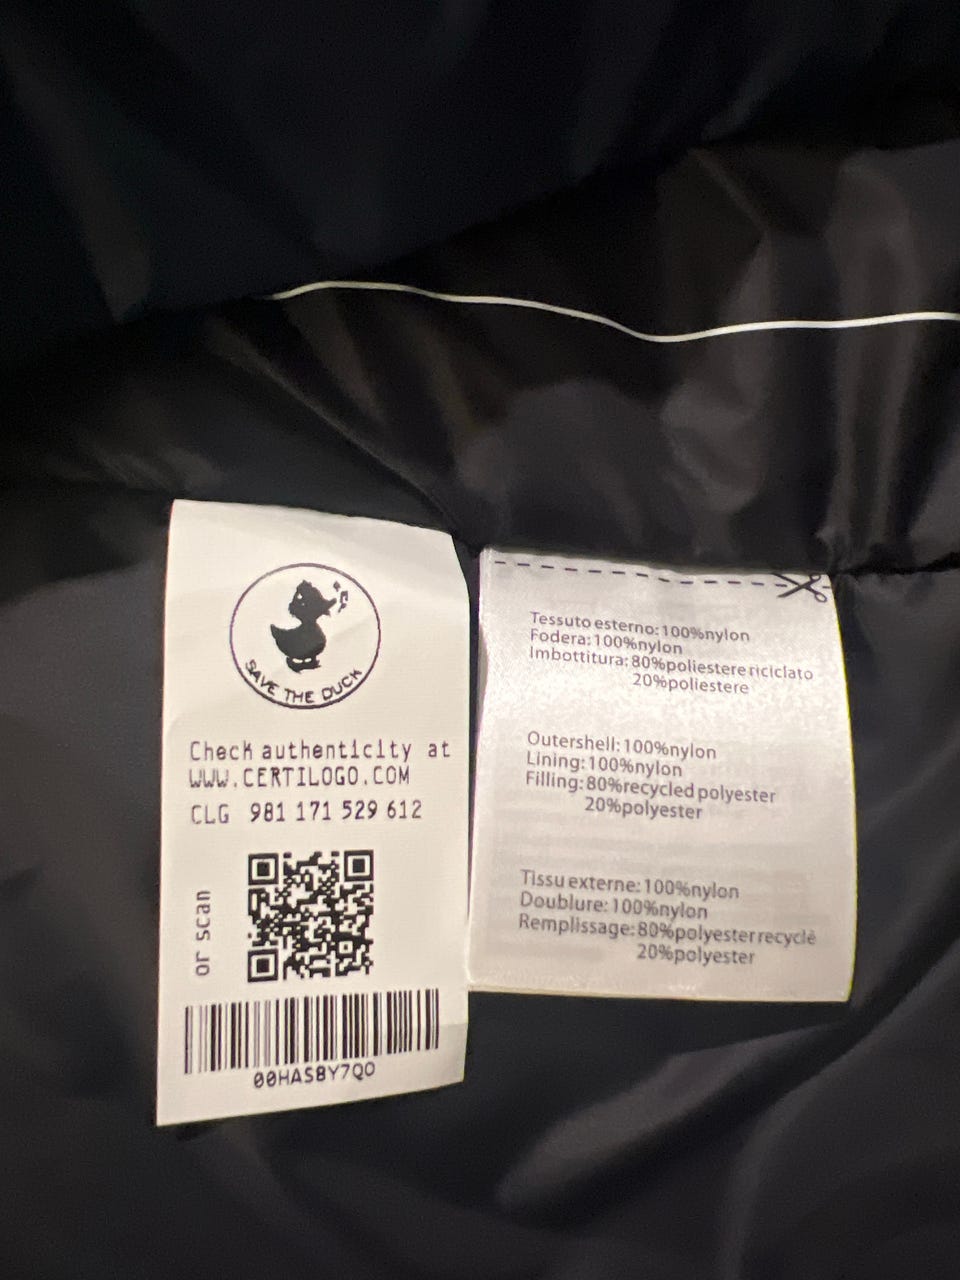 SAVE THE DUCK
Check authenticity at
WWW.CERTILOGO.COM
CLG 981 171 529 612
or scan
00HASBY7QO
Tessuto esterno:100%nylon
Fodera:100%nylon
Imbottitura:80%poliestere riciclato
20%poliestere
Outershell:100%nylon
Lining:100%nylon
Filling:80%recycled polyester
20%polyester
Tissu externe:100%nylon
Doublure:100%nylon
Remplissage:80%polyester recyclè
20%polyester